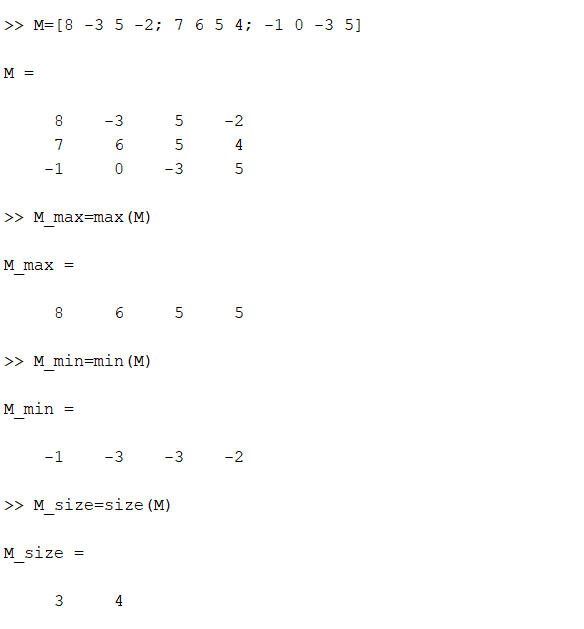 >> M=[8 -3 5 -2; 7 6 5 4; -1 0 -3 5]
M =
8 -3 5 -2
7 6 5 4
-1 0 -3 5
>> M_max=max(M)
M_max =
8 6 5 5
>> M_min=min(M)
M_min =
-1 -3 -3 -2
>> M_size=size(M)
M_size =
3 4